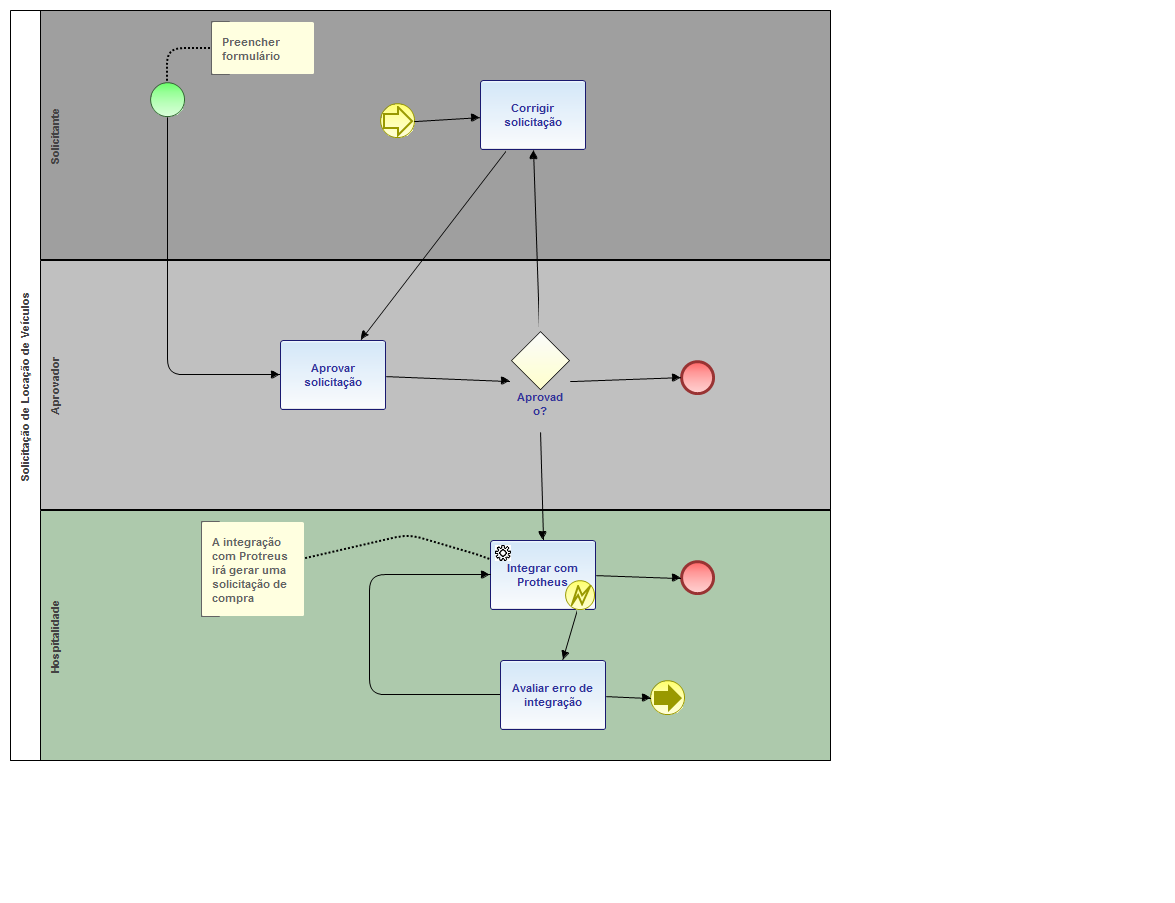 Solicitação de Locação de Veículos
Solicitante
Preencher
formulário
Corrigir
solicitação
Aprovador
Aprovar
solicitação
Aprovad
o?
Hospitalidade
A integração
com Protreus
irá gerar uma
solicitação de
compra
Integrar com
Protheus
Avaliar erro de
integração